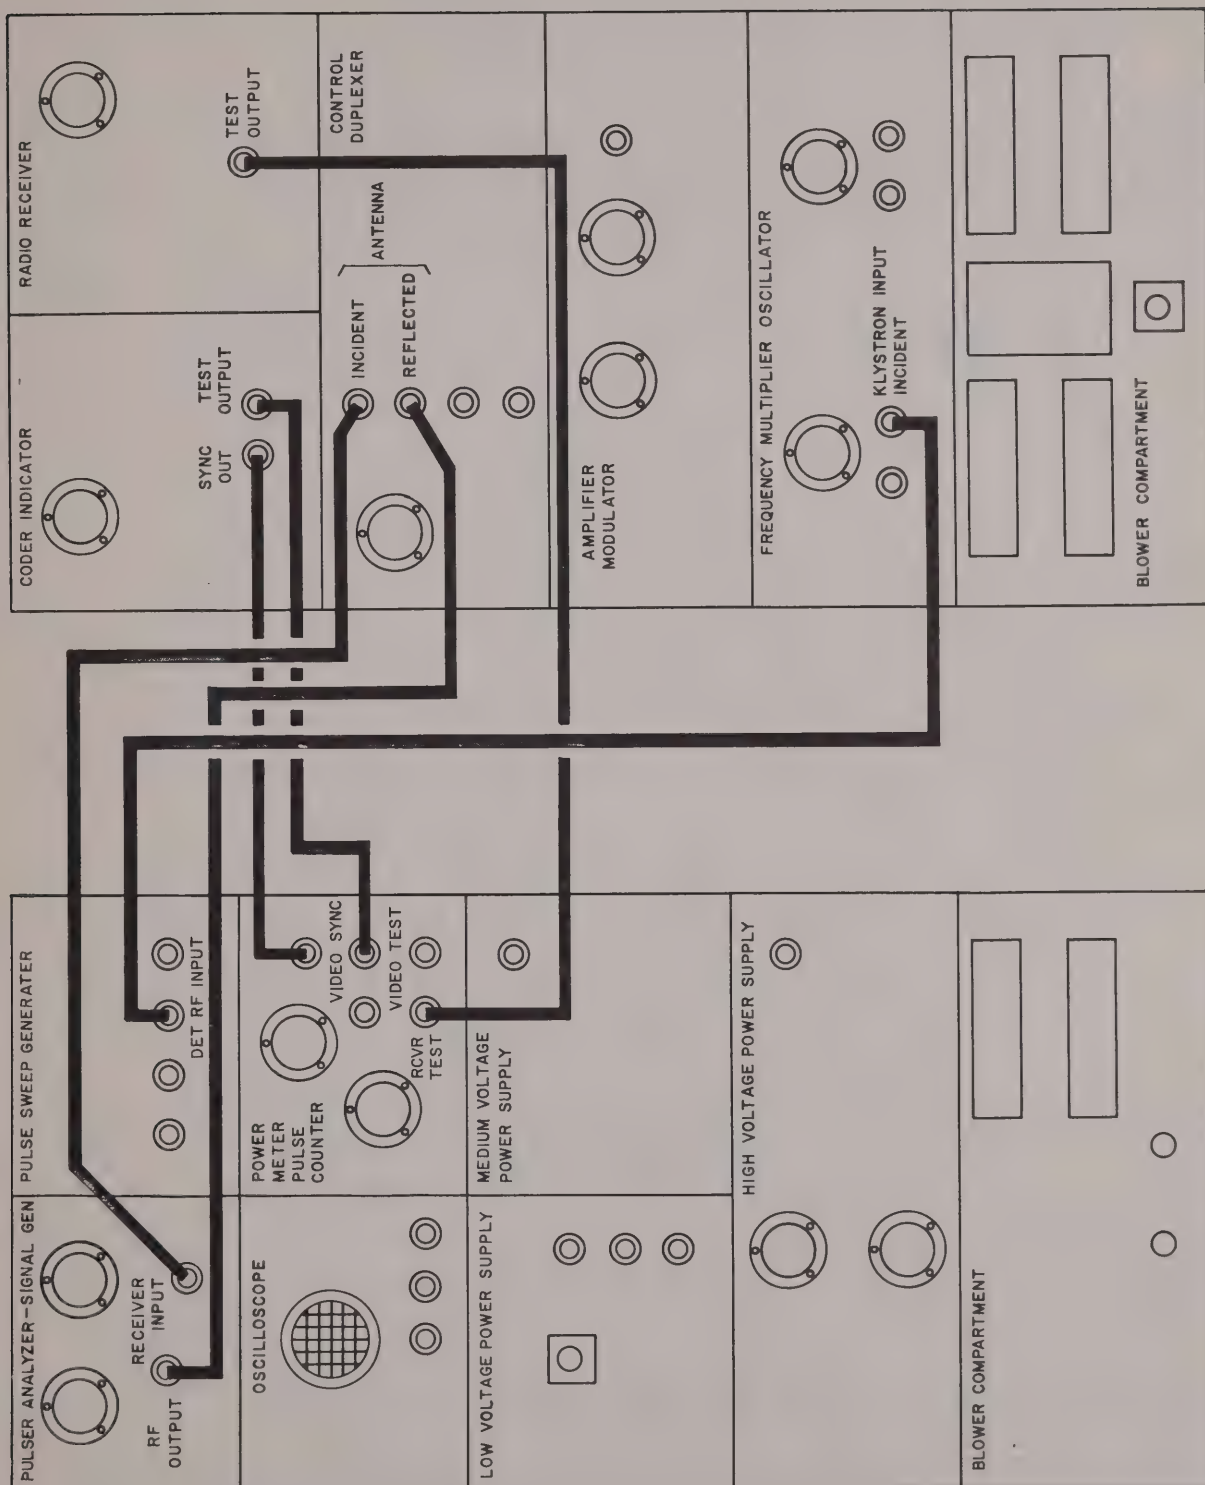 PULSER ANALYZER-SIGNAL GEN
RF
OUTPUT
RECEIVER
INPUT
PULSE SWEEP GENERATER
DET RF INPUT
OSCILLOSCOPE
POWER
METER
PULSE
COUNTER
VIDEO SYNC
VIDEO TEST
RCVR
TEST
LOW VOLTAGE POWER SUPPLY
MEDIUM VOLTAGE
POWER SUPPLY
HIGH VOLTAGE POWER SUPPLY
BLOWER COMPARTMENT
CODER INDICATOR
SYNC
OUT
TEST
OUTPUT
RADIO RECEIVER
TEST
OUTPUT
CONTROL
DUPLEXER
ANTENNA
INCIDENT
REFLECTED
AMPLIFIER
MODULATOR
FREQUENCY MULTIPLIER OSCILLATOR
KLYSTRON INPUT
INCIDENT
BLOWER COMPARTMENT